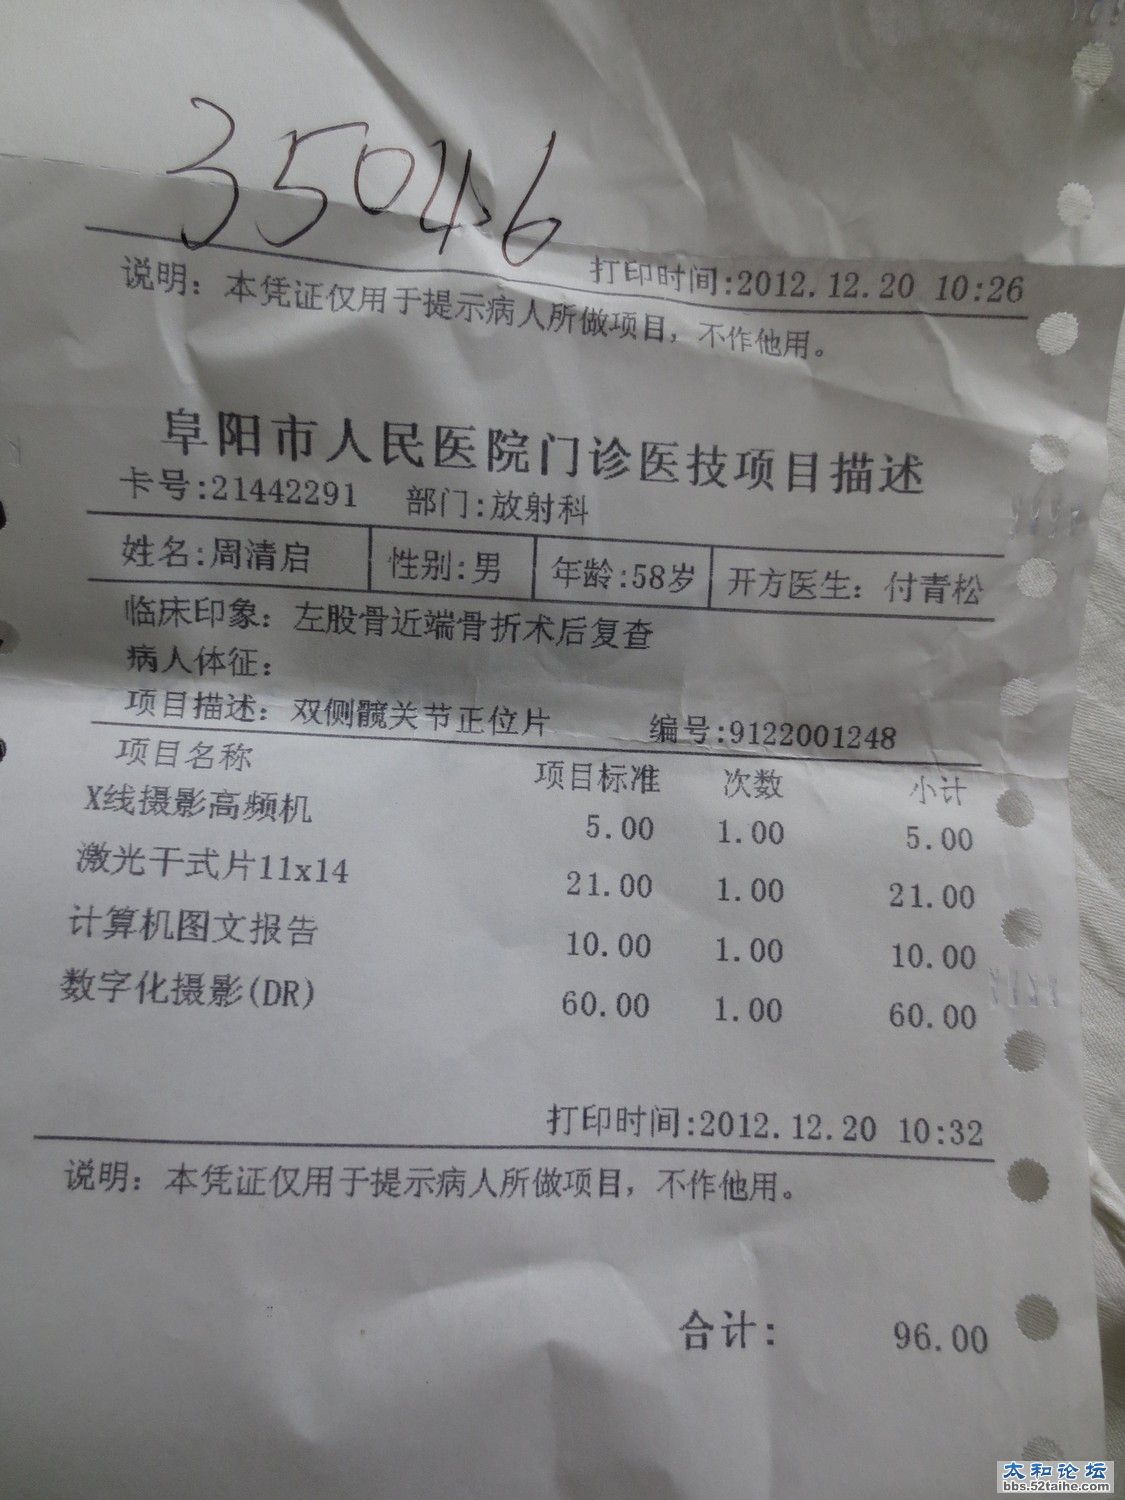 35046
打印时间:2012.12.20 10:26
说明：本凭证仅用于提示病人所做项目，不作他用。
阜阳市人民医院门诊医技项目描述
卡号:21442291 部门:放射科
姓名:周清启 性别:男 年龄:58岁 开方医生：付青松
临床印象：左股骨近端骨折术后复查
病人体征：
项目描述：双侧髋关节正位片 编号:9122001248
项目名称 项目标准 次数 小计
X线摄影高频机 5.00 1.00 5.00
激光干式片11x14 21.00 1.00 21.00
计算机图文报告 10.00 1.00 10.00
数字化摄影(DR) 60.00 1.00 60.00
打印时间:2012.12.20 10:32
说明：本凭证仅用于提示病人所做项目，不作他用。
合计： 96.00
太和论坛
bbs.52taihe.com